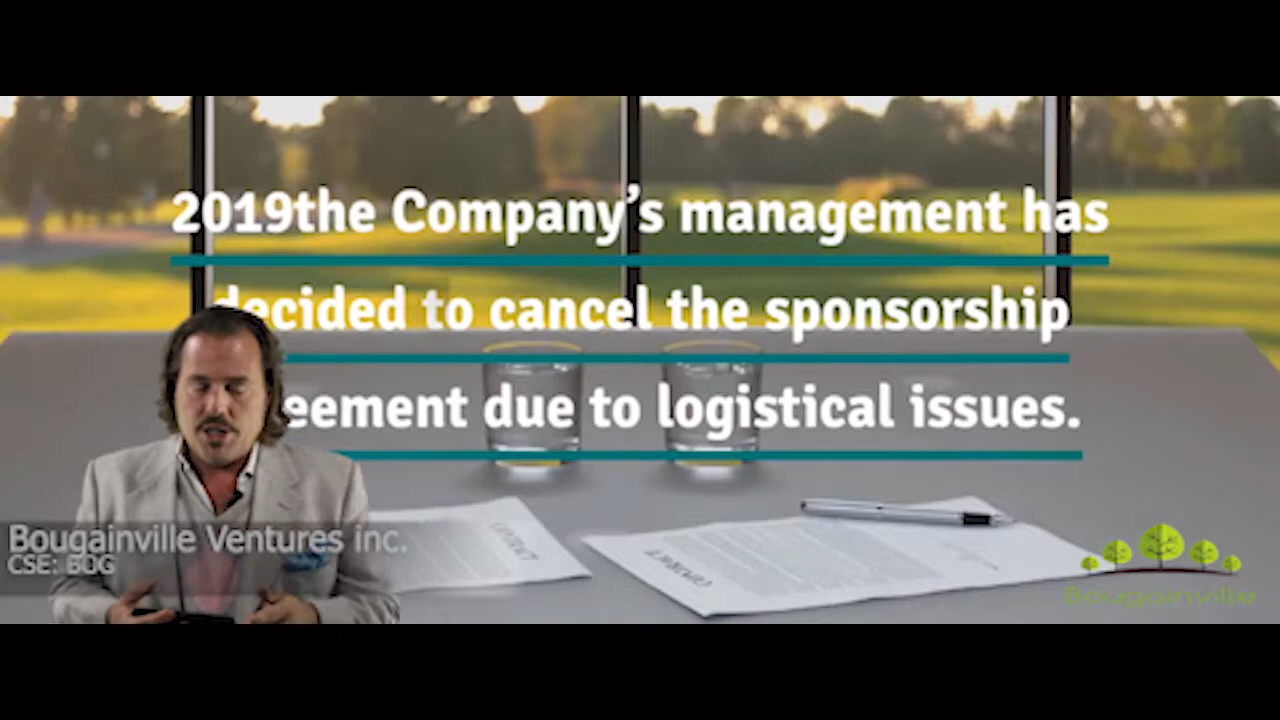 2019the Company’s management has
decided to cancel the sponsorship
eement due to logistical issues.
Bougainville Ventures inc.
CSE: BOG
CONTRACT
Bougainville